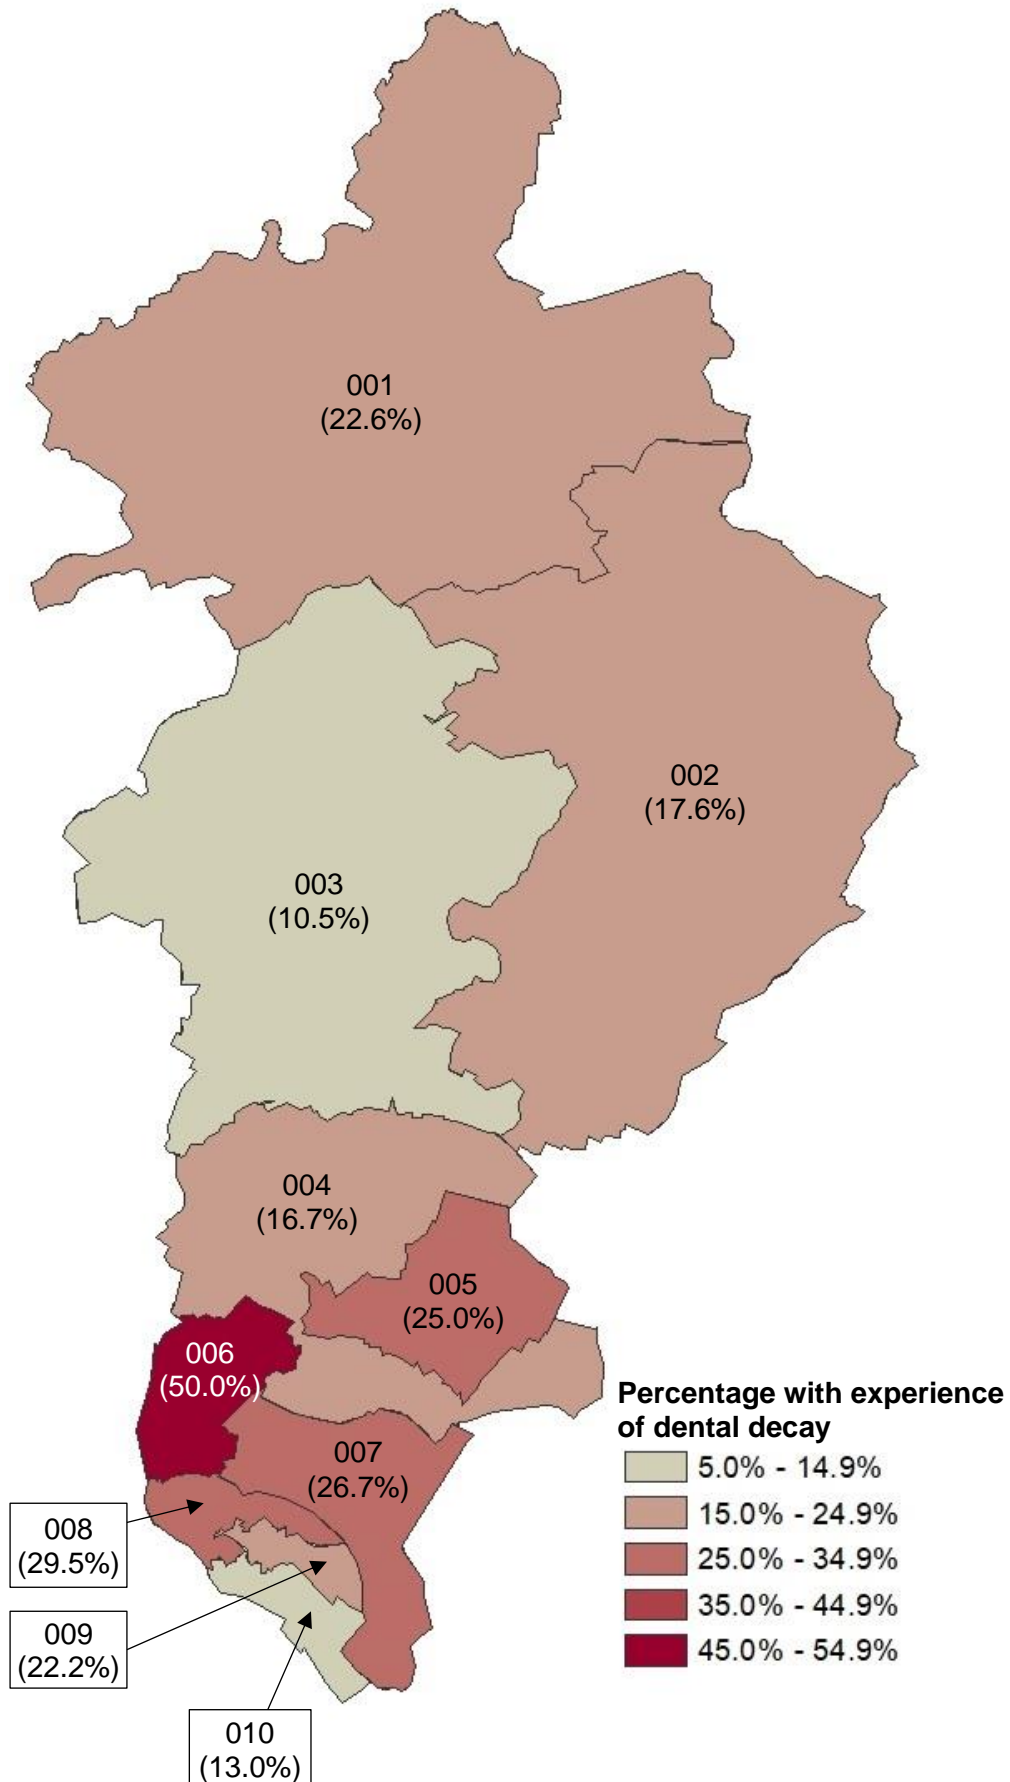 001
(22.6%)
002
(17.6%)
003
(10.5%)
004
(16.7%)
005
(25.0%)
006
(50.0%)
007
(26.7%)
008
(29.5%)
009
(22.2%)
010
(13.0%)
Percentage with experience
of dental decay
5.0% - 14.9%
15.0% - 24.9%
25.0% - 34.9%
35.0% - 44.9%
45.0% - 54.9%